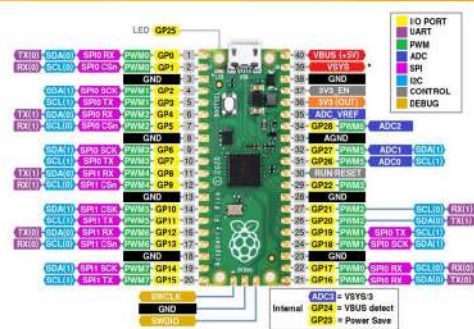 LED GP25
I/O PORT
UART
PWM
ADC
SPI
I2C
CONTROL
DEBUG
TX(0) SDA(0) SPI0 RX PWM0 GP0 1
RX(0) SCL(0) SPI0 CSn PWM0 GP1 2
GND 3
SDA(1) SPI0 SCK PWM1 GP2 4
SCL(1) SPI0 TX PWM1 GP3 5
TX(1) SDA(0) SPI0 RX PWM2 GP4 6
RX(1) SCL(0) SPI0 CSn PWM2 GP5 7
GND 8
SDA(1) SPI0 SCK PWM3 GP6 9
SCL(1) SPI0 TX PWM3 GP7 10
TX(1) SDA(0) SPI1 RX PWM4 GP8 11
RX(1) SCL(0) SPI1 CSn PWM4 GP9 12
GND 13
SDA(1) SPI1 CSK PWM5 GP10 14
SCL(1) SPI1 TX PWM5 GP11 15
TX(0) SDA(0) SPI1 RX PWM6 GP12 16
RX(0) SCL(0) SPI1 CSn PWM6 GP13 17
GND 18
SDA(1) SPI1 SCK PWM7 GP14 19
SCL(1) SPI1 TX PWM7 GP15 20
Raspberry Pi Pico ©2020
40 VBUS (+5V)
39 VSYS
38 GND
37 3V3_EN
36 3V3 (OUT)
35 ADC_VREF
34 GP28 PWM6 ADC2
33 AGND
32 GP27 PWM5 ADC1 SDA(1)
31 GP26 PWM5 ADC0 SCL(1)
30 RUN/RESET
29 GP22 PWM3
28 GND
27 GP21 PWM2 SCL(0) RX(1)
26 GP20 PWM2 SDA(0) TX(1)
25 GP19 PWM1 SPI0 TX SCL(1)
24 GP18 PWM1 SPI0 SCK SDA(1)
23 GND
22 GP17 PWM0 SPI0 RX SCL(0) RX(0)
21 GP16 PWM0 SPI0 RX SDA(0) TX(0)
SWCLK
GND
SWDIO
Internal
ADC3 = VSYS/3
GP24 = VBUS detect
GP23 = Power Save